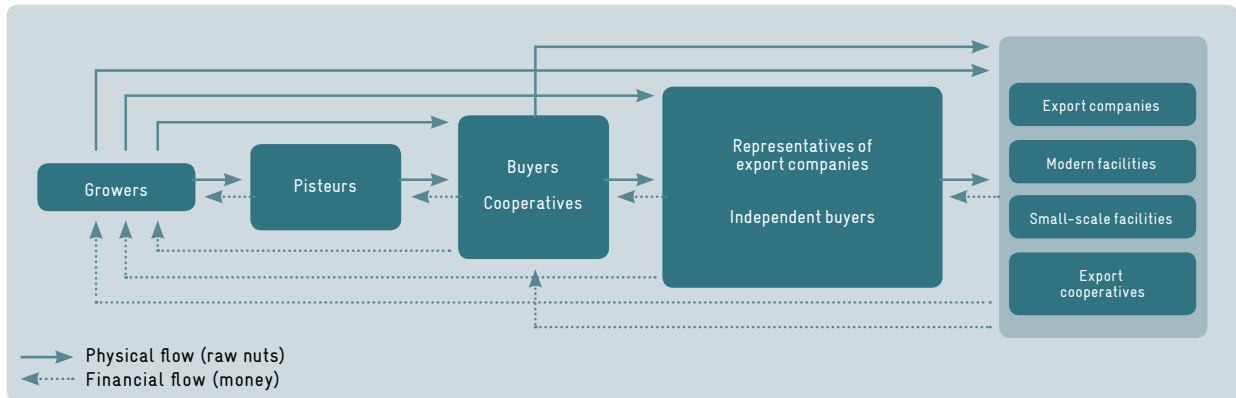 Growers
Pisteurs
Buyers
Cooperatives
Representatives of
export companies
Independent buyers
Export companies
Modern facilities
Small-scale facilities
Export
cooperatives
Physical flow (raw nuts)
Financial flow (money)